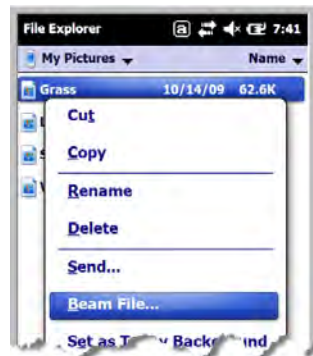 File Explorer a 7:41
My Pictures Name
Grass 10/14/09 62.6K
Cut
Copy
Rename
Delete
Send...
Beam File...
Set as Background